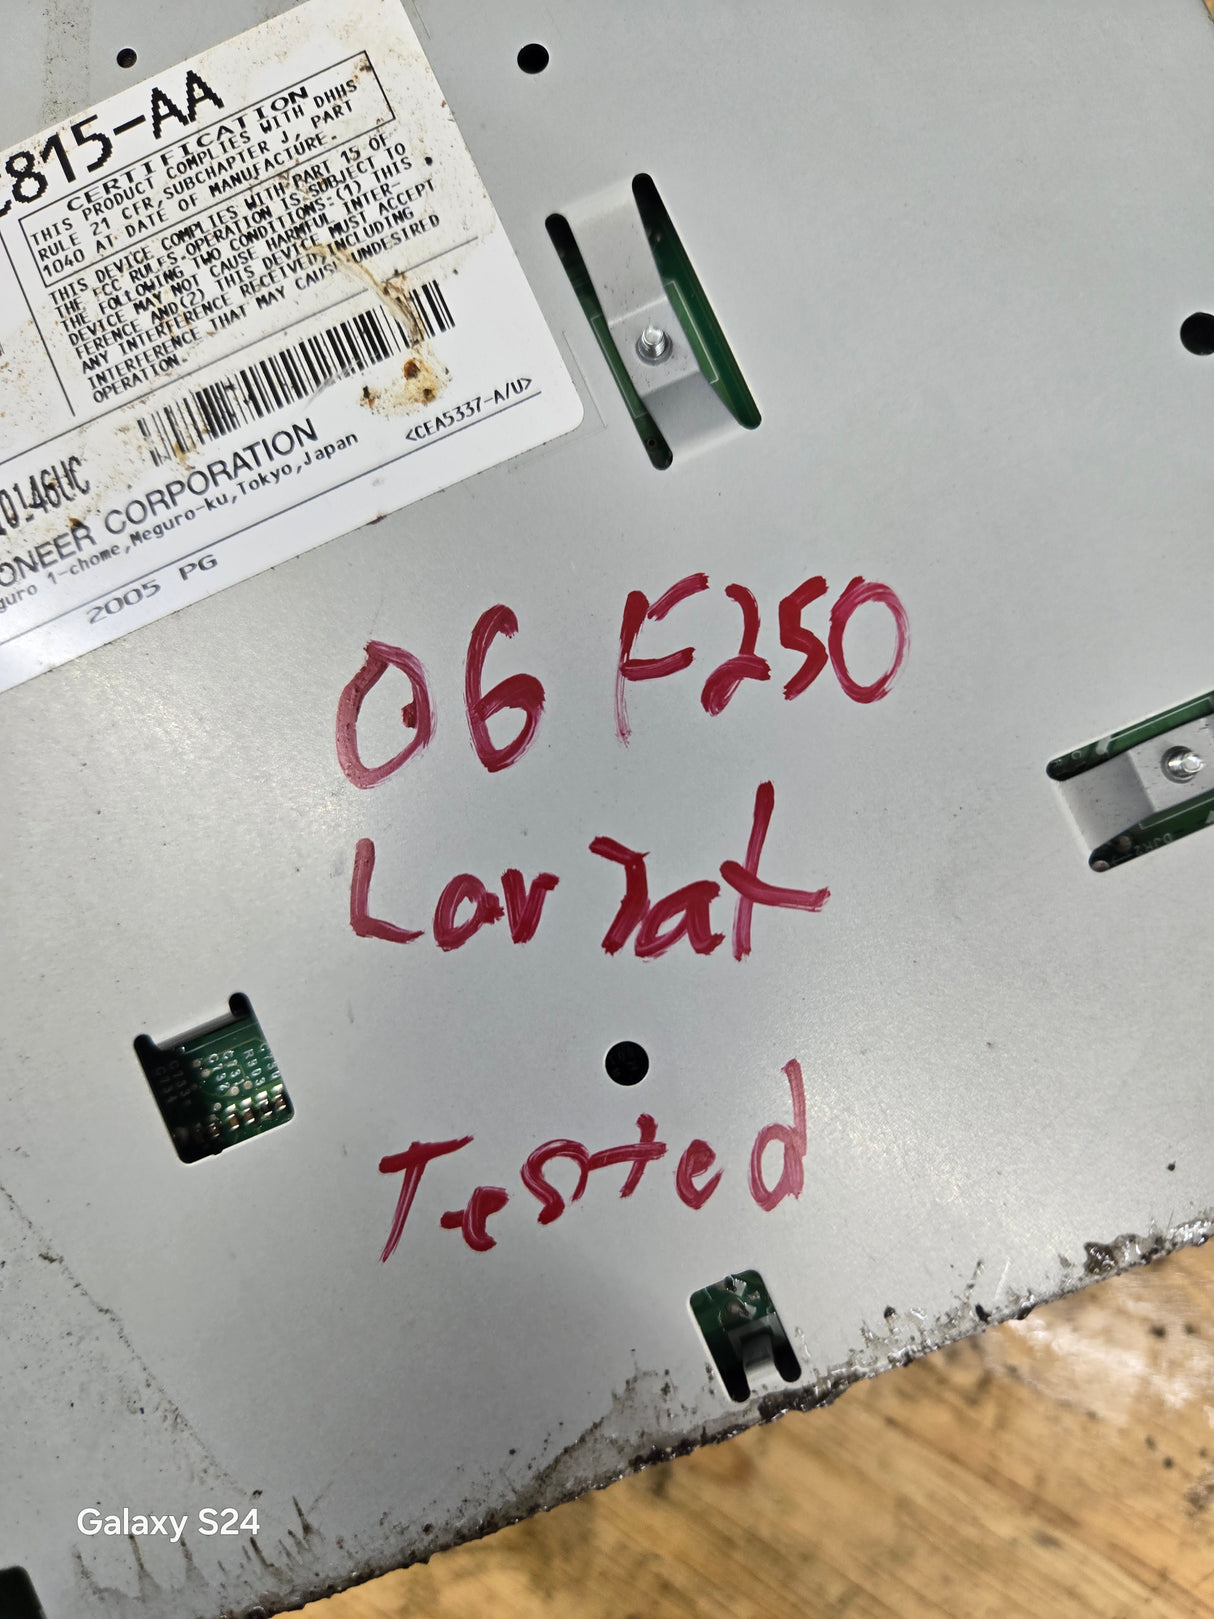 815-AA
CERTIFICATION
THIS PRODUCT COMPLIES WITH DHHS
RULE 21 CFR, SUBCHAPTER J, PART
1040 AT DATE OF MANUFACTURE.
THIS DEVICE COMPLIES WITH PART 15 OF
THE FCC RULES. OPERATION IS SUBJECT TO
THE FOLLOWING TWO CONDITIONS:(1) THIS
DEVICE MAY NOT CAUSE HARMFUL INTER-
FERENCE AND(2) THIS DEVICE MUST ACCEPT
ANY INTERFERENCE RECEIVED INCLUDING
INTERFERENCE THAT MAY CAUSE UNDESIRED
OPERATION.
0146UC
<CEA5337-A/U>
ONEER CORPORATION
guro 1-chome,Meguro-ku,Tokyo,Japan
2005 PG
06 F250
Lariat
Tested
Galaxy S24